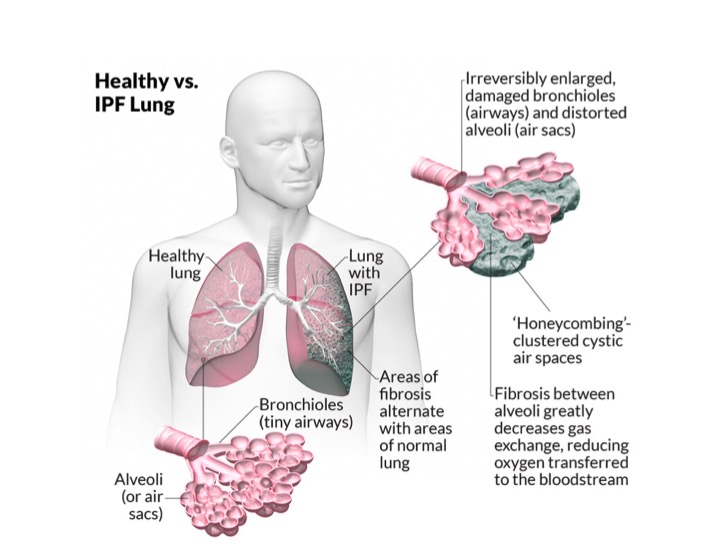 Healthy vs.
IPF Lung
Irreversibly enlarged,
damaged bronchioles
(airways) and distorted
alveoli (air sacs)
Healthy
lung
Lung
with
IPF
'Honeycombing'-
clustered cystic
air spaces
Areas of
fibrosis
alternate
with areas
of normal
lung
Fibrosis between
alveoli greatly
decreases gas
exchange, reducing
oxygen transferred
to the bloodstream
Bronchioles
(tiny airways)
Alveoli
(or air
sacs)